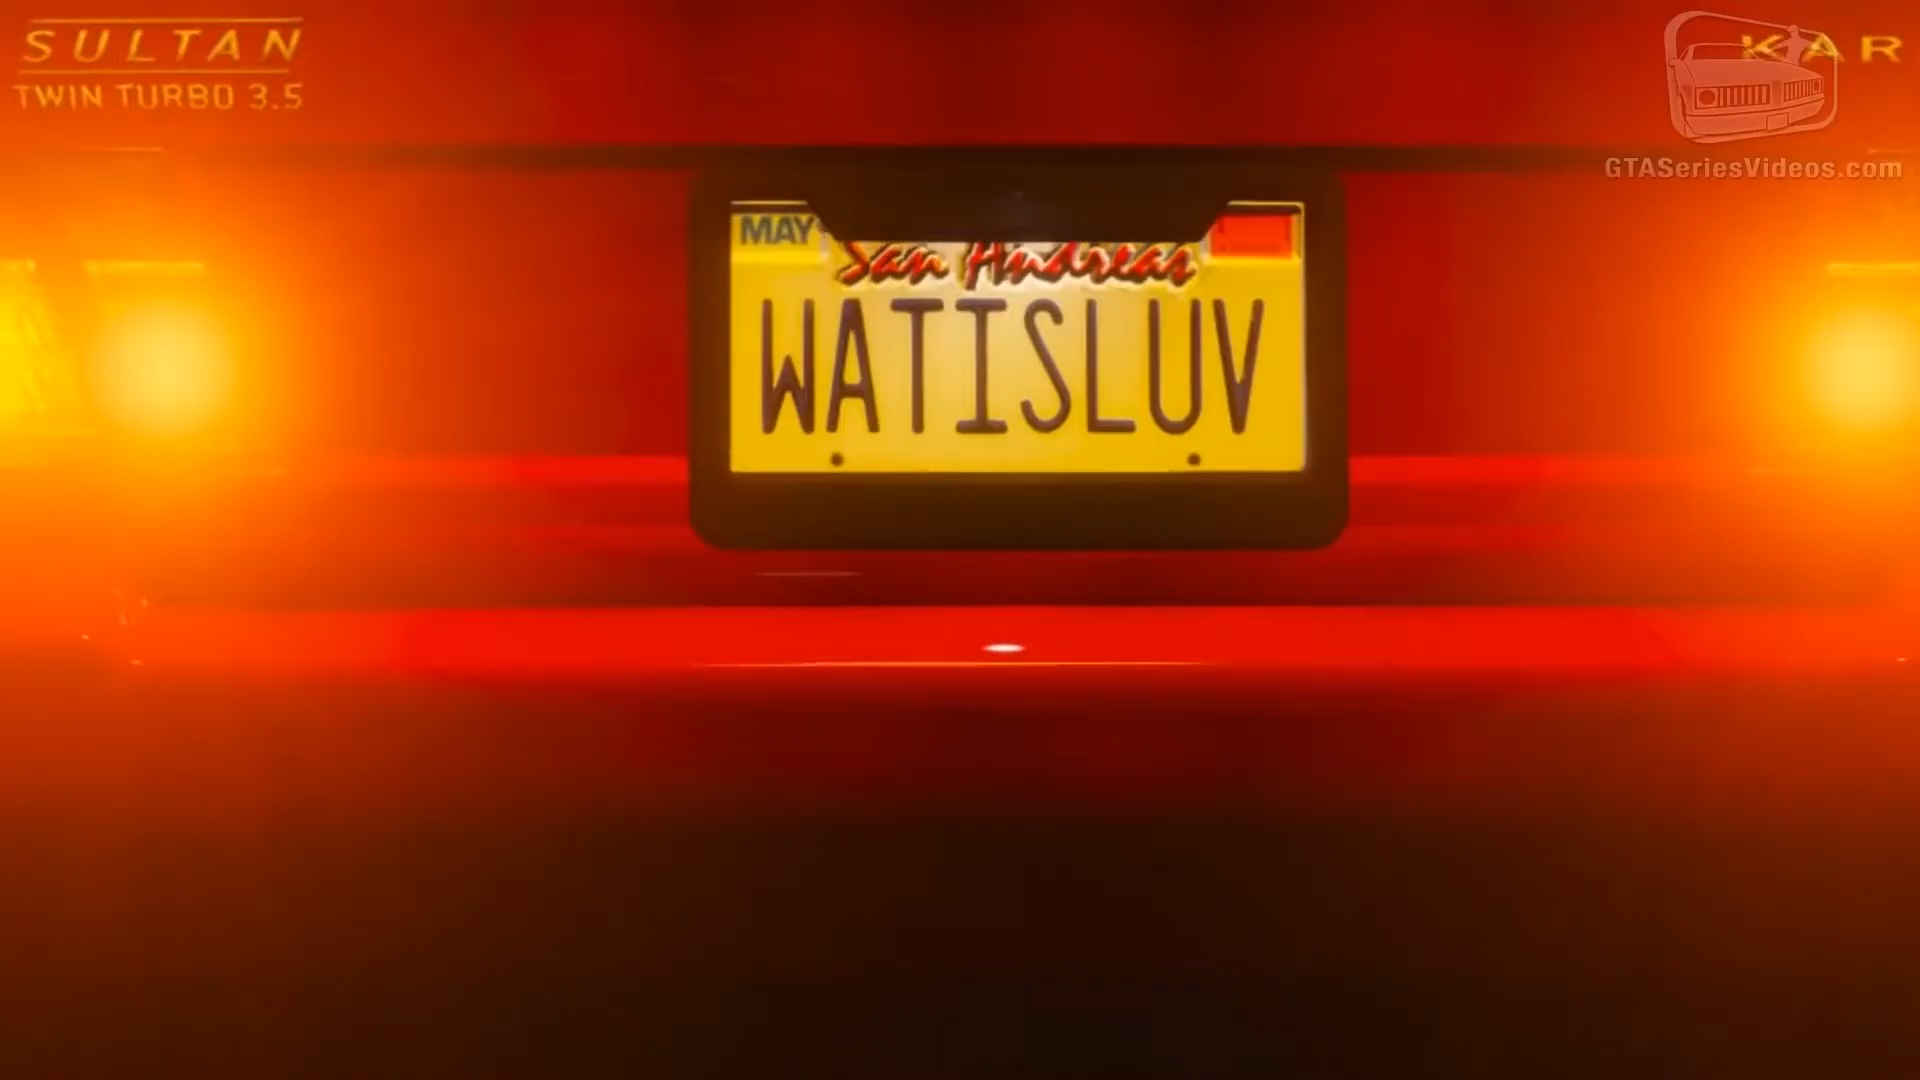 SULTAN
TWIN TURBO 3.5
KAR
GTASeriesVideos.com
MAY
San Andreas
WATISLUV